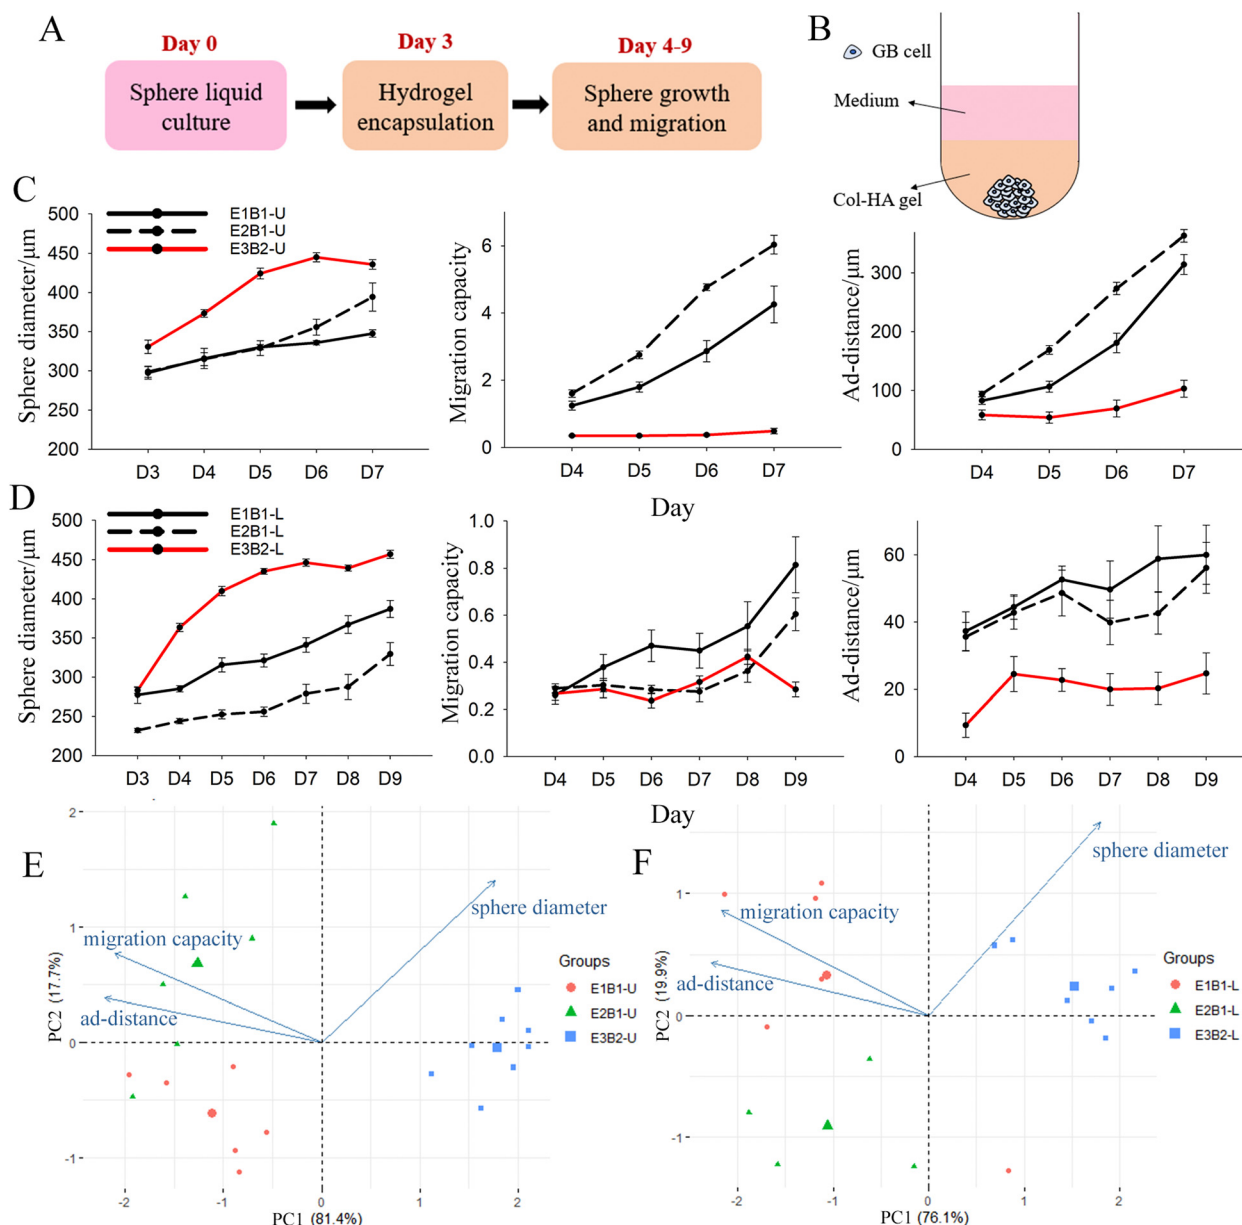 A
Day 0
Day 3
Day 4-9
Sphere liquid
culture
Hydrogel
encapsulation
Sphere growth
and migration
B
GB cell
Medium
Col-HA gel
C
Sphere diameter/μm
500
450
400
350
300
250
200
E1B1-U
E2B1-U
E3B2-U
D3 D4 D5 D6 D7
Migration capacity
6
4
2
0
D4 D5 D6 D7
Ad-distance/μm
300
200
100
0
D4 D5 D6 D7
Day
D
Sphere diameter/μm
500
450
400
350
300
250
200
E1B1-L
E2B1-L
E3B2-L
D3 D4 D5 D6 D7 D8 D9
Migration capacity
1.0
0.8
0.6
0.4
0.2
0.0
D4 D5 D6 D7 D8 D9
Ad-distance/μm
60
40
20
0
D4 D5 D6 D7 D8 D9
Day
E
2
1
0
-1
PC2 (17.7%)
migration capacity
ad-distance
sphere diameter
Groups
E1B1-U
E2B1-U
E3B2-U
-2 -1 0 1 2
PC1 (81.4%)
F
1
0
-1
PC2 (19.9%)
migration capacity
ad-distance
sphere diameter
Groups
E1B1-L
E2B1-L
E3B2-L
-2 -1 0 1 2
PC1 (76.1%)